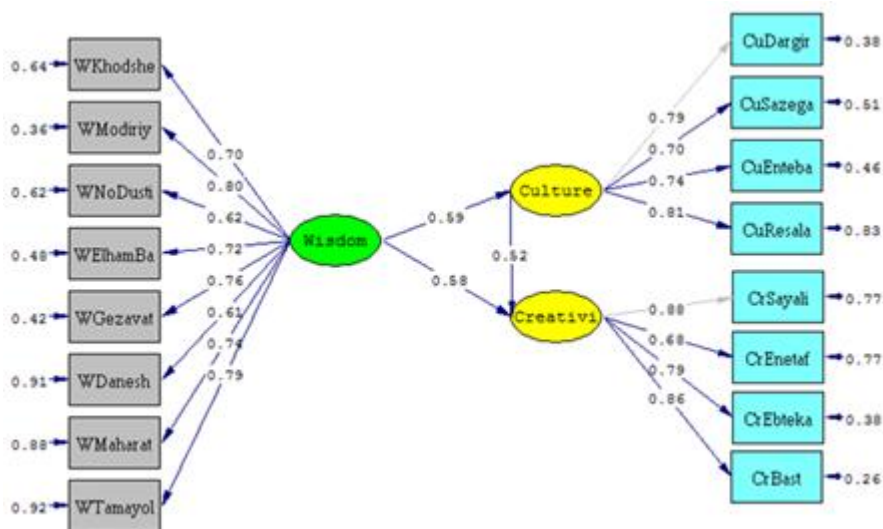 0.64 WKhodshe
0.36 WModiriy
0.62 WNoDusti
0.48 WElhamBa
0.42 WGezavat
0.91 WDanesh
0.88 WMaharat
0.92 WTamayol
0.70
0.80
0.62
0.72
0.76
0.61
0.74
0.79
Wisdom
0.59
0.58
Culture
0.52
Creativi
0.79
0.70
0.74
0.81
0.88
0.68
0.79
0.86
CuDargir 0.38
CuSazega 0.51
CuEnteba 0.46
CuResala 0.83
CrSayali 0.77
CrEnetaf 0.77
CrEbteka 0.38
CrBast 0.26